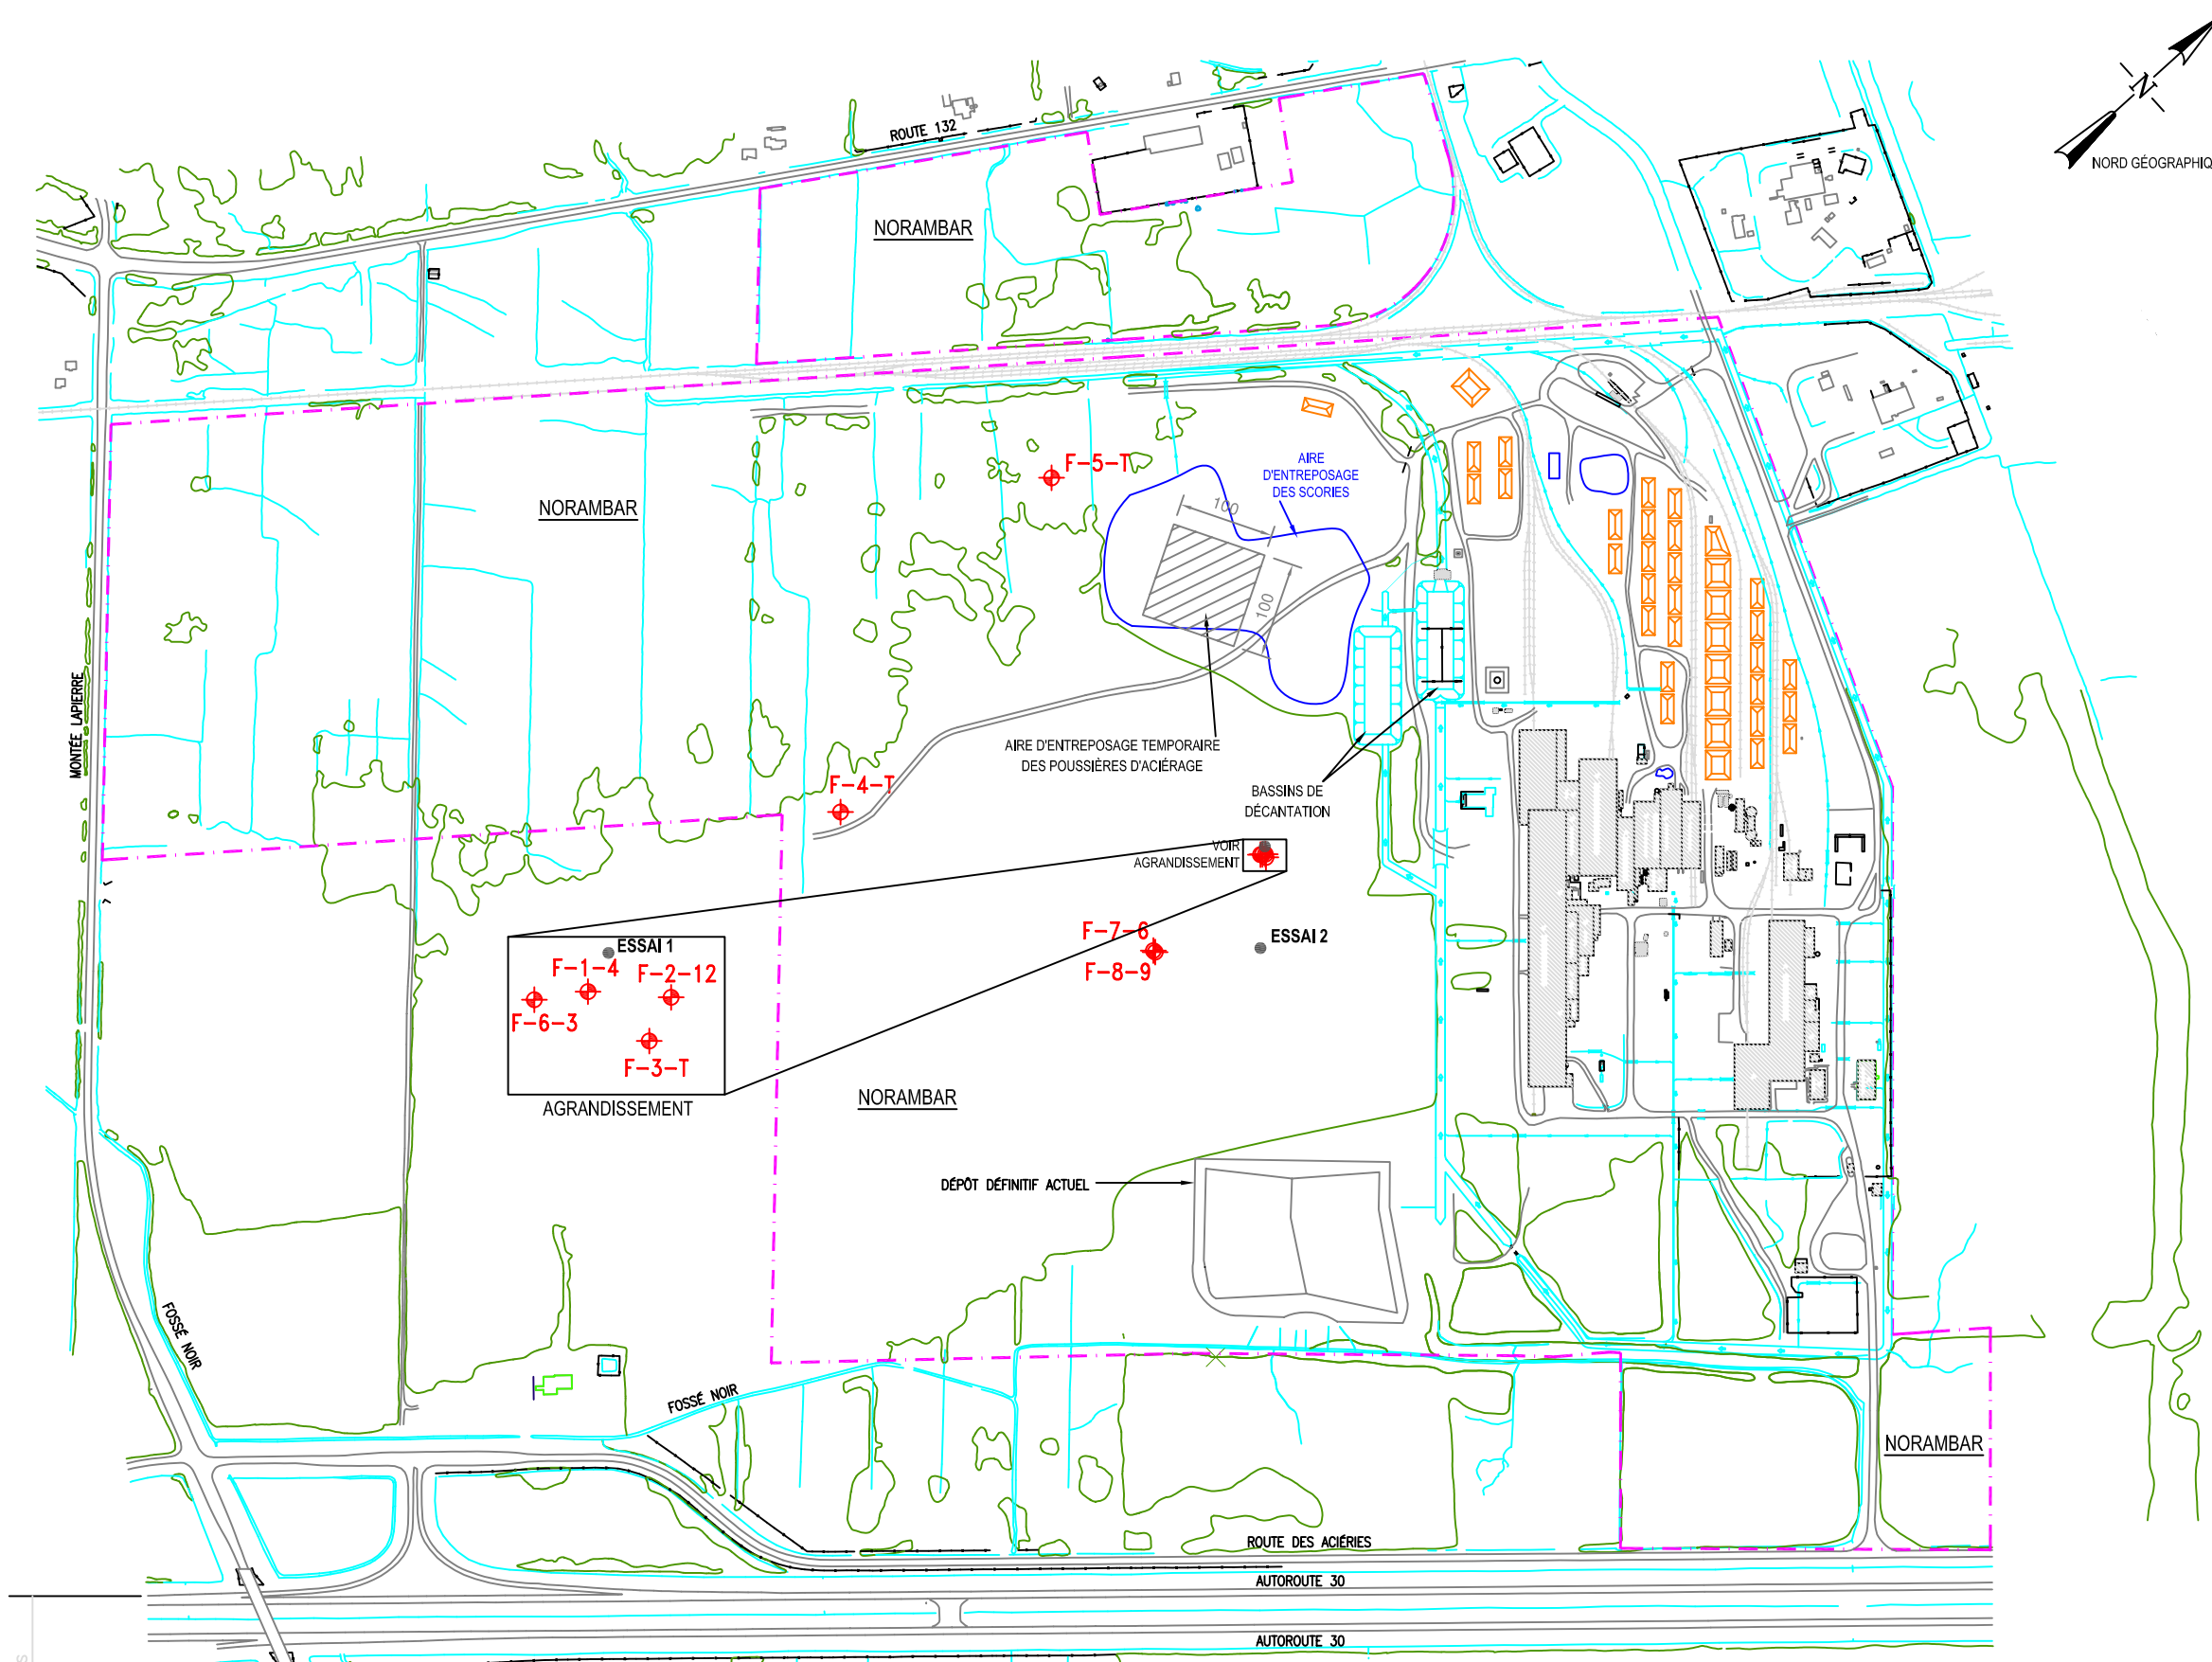 N
NORD GÉOGRAPHIQ
ROUTE 132
NORAMBAR
NORAMBAR
F-5-T
AIRE
D'ENTREPOSAGE
DES SCORIES
100
100
MONTÉE LAPIERRE
AIRE D'ENTREPOSAGE TEMPORAIRE
DES POUSSIÈRES D'ACIÉRAGE
F-4-T
BASSINS DE
DÉCANTATION
VOIR
AGRANDISSEMENT
ESSAI 1
F-1-4
F-2-12
F-6-3
F-3-T
AGRANDISSEMENT
F-7-6
F-8-9
ESSAI 2
NORAMBAR
DÉPÔT DÉFINITIF ACTUEL
FOSSÉ NOIR
FOSSÉ NOIR
NORAMBAR
ROUTE DES ACIÉRIES
AUTOROUTE 30
AUTOROUTE 30
S